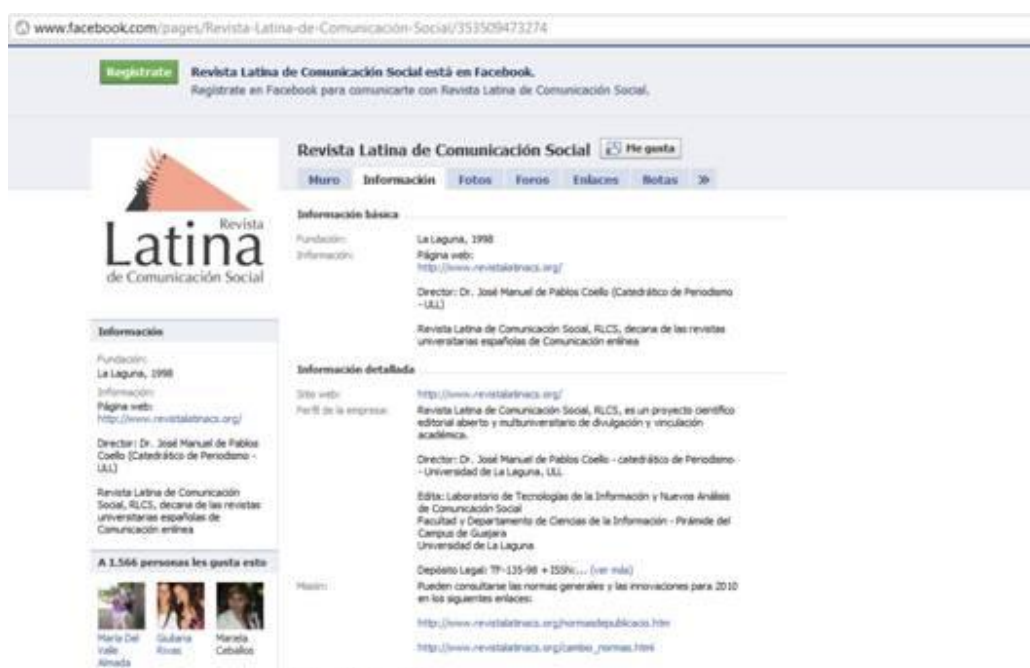 www.facebook.com/pages/Revista-Latina-de-Comunicación-Social/353509473274
Regístrate
Revista Latina de Comunicación Social está en Facebook.
Regístrate en Facebook para comunicarte con Revista Latina de Comunicación Social.
Revista Latina de Comunicación Social
Me gusta
Muro Información Fotos Foros Enlaces Notas »
Revista
Latina
de Comunicación Social
Información
Fundación:
La Laguna, 1998
Información:
Página web:
http://www.revistalatinacs.org/
Director: Dr. José Manuel de Pablos
Coello (Catedrático de Periodismo -
ULL)
Revista Latina de Comunicación
Social, RLCS, decana de las revistas
universitarias españolas de
Comunicación enlínea
A 1.566 personas les gusta esto
María Del
Valle
Almada
Giuliana
Rivas
Mariela
Ceballos
Información básica
Fundación: La Laguna, 1998
Información: Página web:
http://www.revistalatinacs.org/
Director: Dr. José Manuel de Pablos Coello (Catedrático de Periodismo
- ULL)
Revista Latina de Comunicación Social, RLCS, decana de las revistas
universitarias españolas de Comunicación enlínea
Información detallada
Sitio web: http://www.revistalatinacs.org/
Perfil de la empresa: Revista Latina de Comunicación Social, RLCS, es un proyecto científico
editorial abierto y multiuniversitario de divulgación y vinculación
académica.
Director: Dr. José Manuel de Pablos Coello - catedrático de Periodismo-
- Universidad de La Laguna, ULL
Edita: Laboratorio de Tecnologías de la Información y Nuevos Análisis
de Comunicación Social
Facultad y Departamento de Ciencias de la Información - Pirámide del
Campus de Guajara
Universidad de La Laguna
Depósito Legal: TF-135-98 + ISSN:... (ver más)
Misión: Pueden consultarse las normas generales y las innovaciones para 2010
en los siguientes enlaces:
http://www.revistalatinacs.org/normasdepublicacio.htm
http://www.revistalatinacs.org/cambio_normas.html